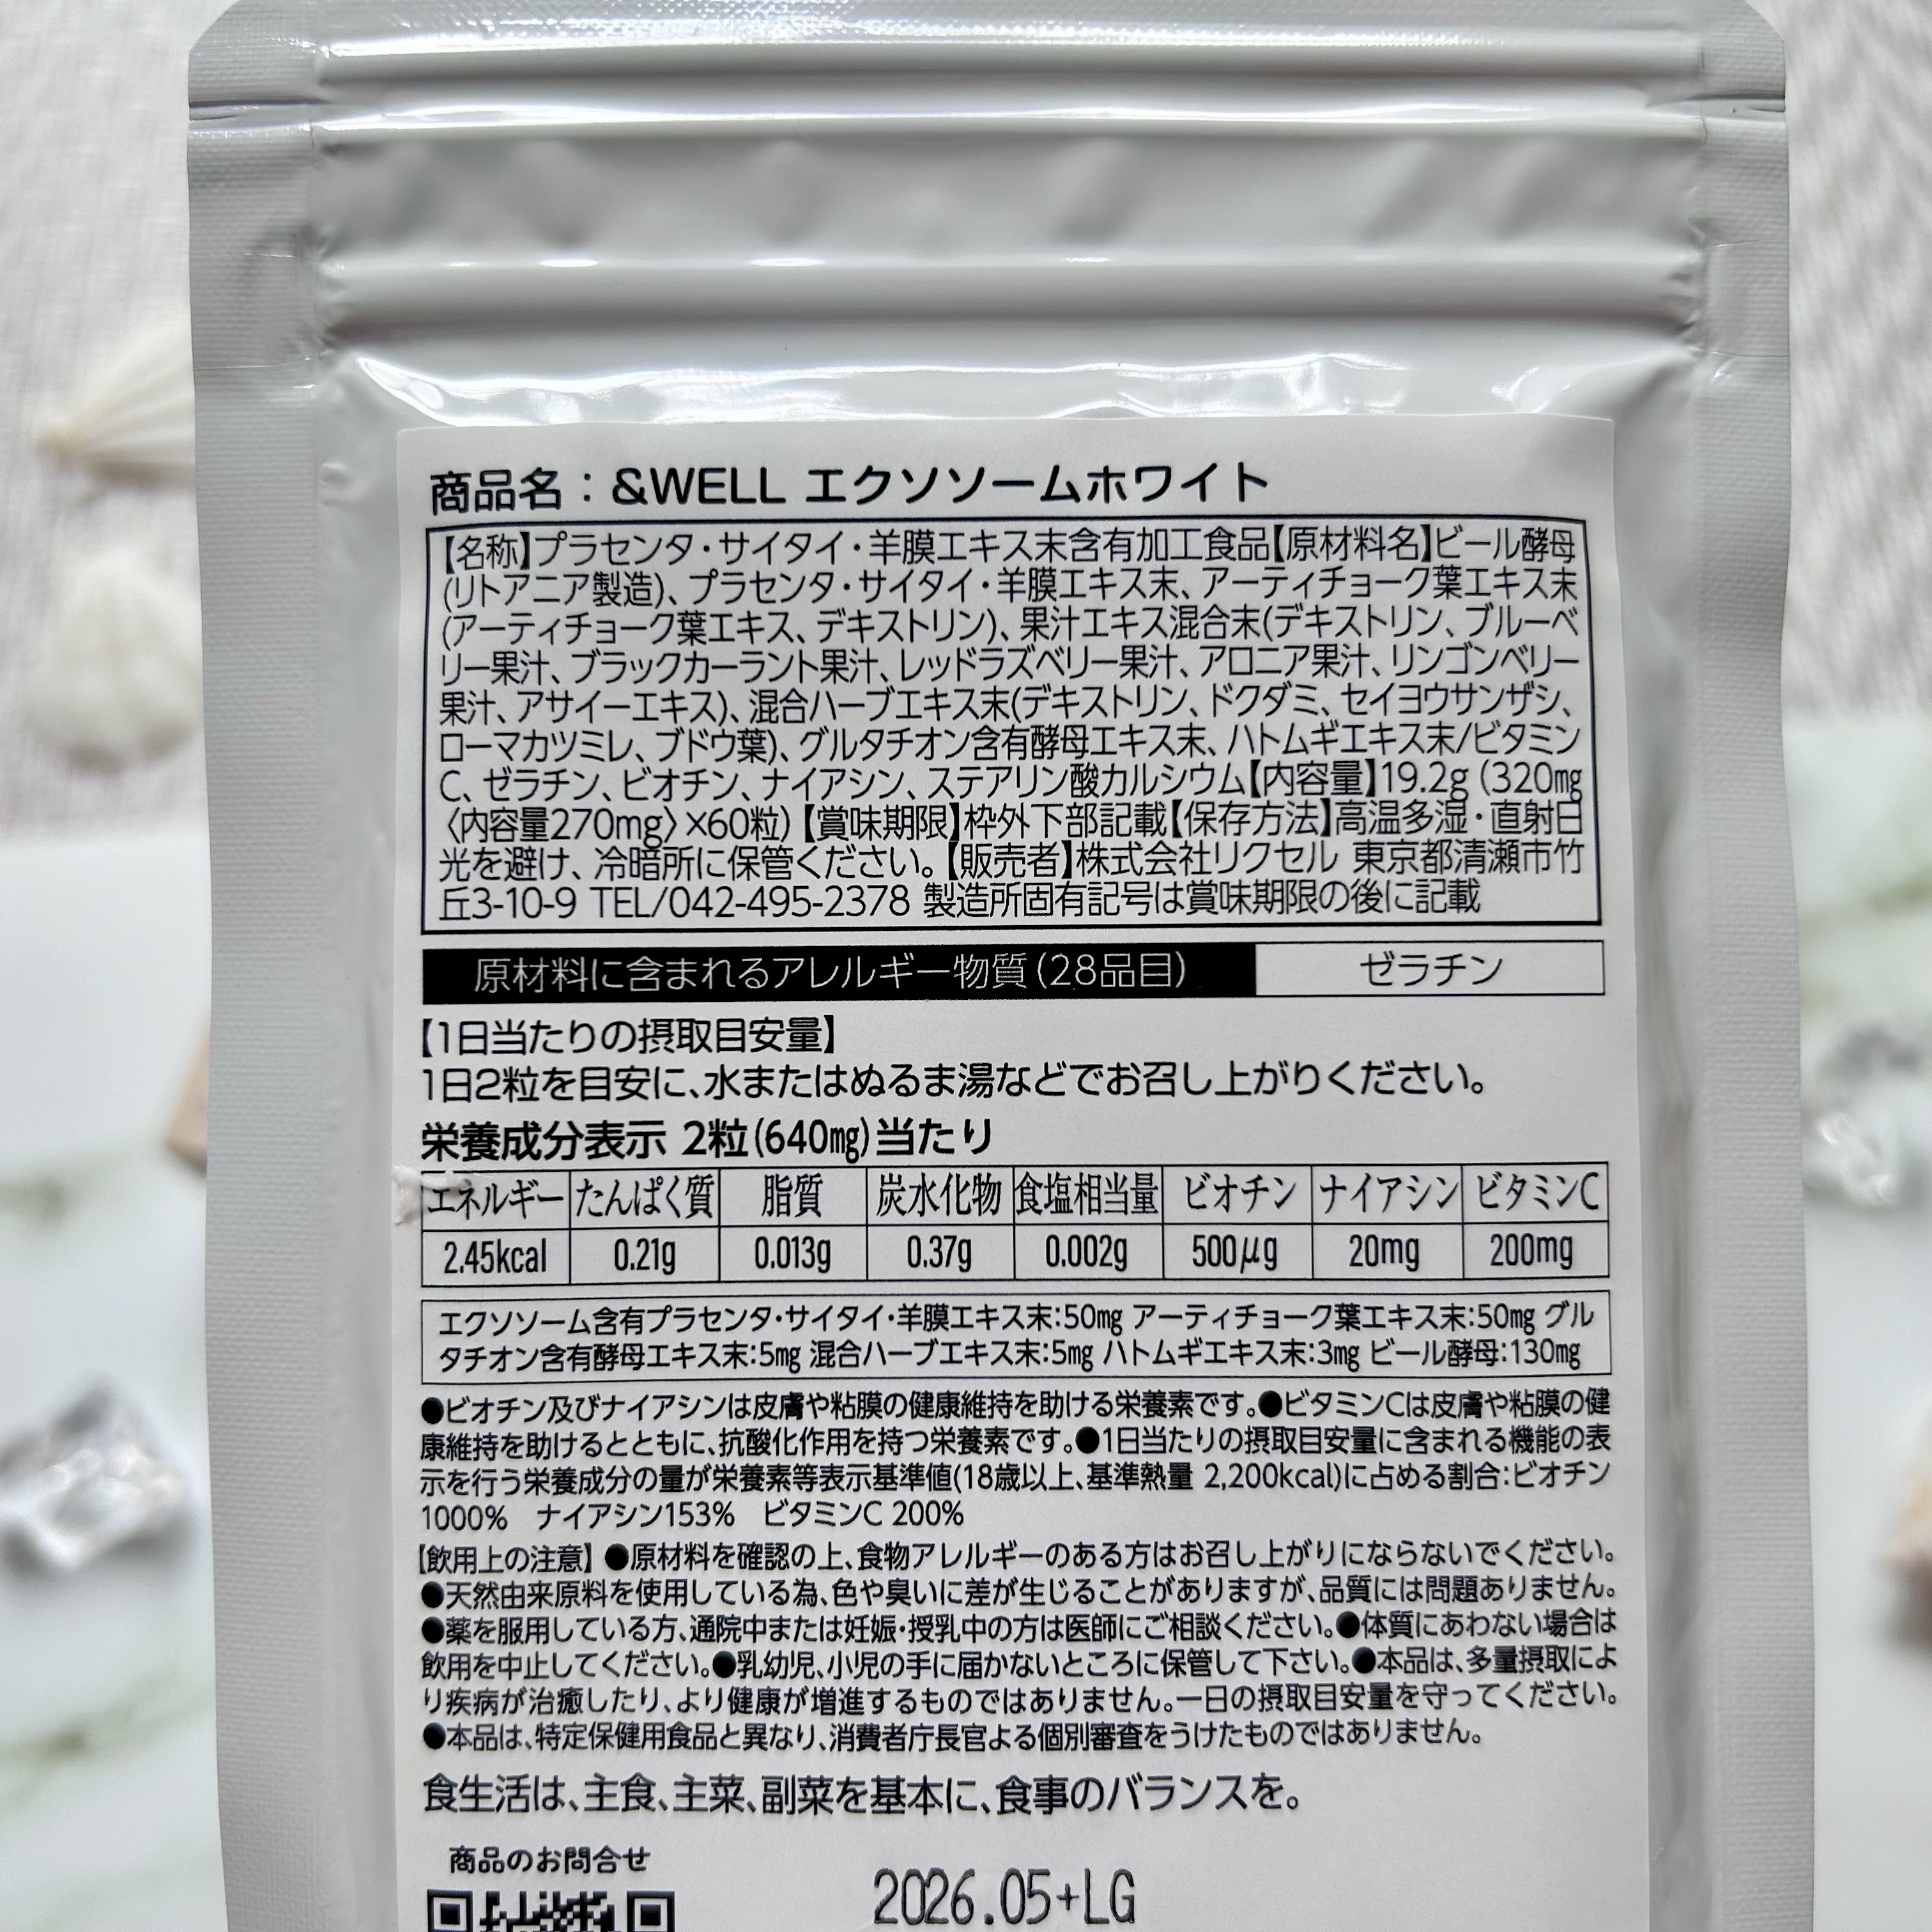 商品名：&WELL エクソソームホワイト
【名称】プラセンタ・サイタイ・羊膜エキス末含有加工食品【原材料名】ビール酵母
(リトアニア製造)、プラセンタ・サイタイ・羊膜エキス末、アーティチョーク葉エキス末
(アーティチョーク葉エキス、デキストリン)、果汁エキス混合末(デキストリン、ブルーベ
リー果汁、ブラックカーラント果汁、レッドラズベリー果汁、アロニア果汁、リンゴンベリー
果汁、アサイーエキス)、混合ハーブエキス末(デキストリン、ドクダミ、セイヨウサンザシ、
ローマカツミレ、ブドウ葉)、グルタチオン含有酵母エキス末、ハトムギエキス末/ビタミン
C、ゼラチン、ビオチン、ナイアシン、ステアリン酸カルシウム【内容量】19.2g (320㎎
〈内容量270mg〉×60粒)【賞味期限】枠外下部記載【保存方法】高温多湿・直射日
光を避け、冷暗所に保管ください。【販売者】株式会社リクセル 東京都清瀬市竹
丘3-10-9 TEL/042-495-2378 製造所固有記号は賞味期限の後に記載
原材料に含まれるアレルギー物質(28品目) ゼラチン
【1日当たりの摂取目安量】
1日2粒を目安に、水またはぬるま湯などでお召し上がりください。
栄養成分表示 2粒(640㎎)当たり
エネルギー たんぱく質 脂質 炭水化物 食塩相当量 ビオチン ナイアシン ビタミンC
2.45kcal 0.21g 0.013g 0.37g 0.002g 500μg 20mg 200mg
エクソソーム含有プラセンタ・サイタイ・羊膜エキス末:50㎎ アーティチョーク葉エキス末:50㎎ グル
タチオン含有酵母エキス末:5㎎ 混合ハーブエキス末:5㎎ ハトムギエキス末:3㎎ ビール酵母:130㎎
●ビオチン及びナイアシンは皮膚や粘膜の健康維持を助ける栄養素です。●ビタミンCは皮膚や粘膜の健
康維持を助けるとともに、抗酸化作用を持つ栄養素です。●1日当たりの摂取目安量に含まれる機能の表
示を行う栄養成分の量が栄養素等表示基準値(18歳以上、基準熱量 2,200kcal)に占める割合:ビオチン
1000% ナイアシン153% ビタミンC 200%
【飲用上の注意】●原材料を確認の上、食物アレルギーのある方はお召し上がりにならないでください。
●天然由来原料を使用している為、色や臭いに差が生じることがありますが、品質には問題ありません。
●薬を服用している方、通院中または妊娠・授乳中の方は医師にご相談ください。●体質にあわない場合は
飲用を中止してください。●乳幼児、小児の手に届かないところに保管して下さい。●本品は、多量摂取によ
り疾病が治癒したり、より健康が増進するものではありません。一日の摂取目安量を守ってください。
●本品は、特定保健用食品と異なり、消費者庁長官よる個別審査をうけたものではありません。
食生活は、主食、主菜、副菜を基本に、食事のバランスを。
商品のお問合せ
2026.05+LG